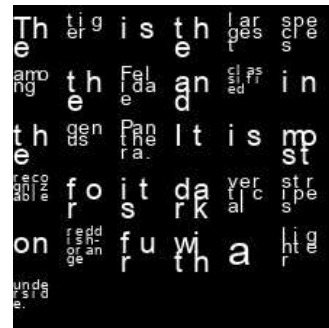 The tiger is the largest species
among the Felidae and classified in
the genus Panthera. It is most
recognizable for its dark vertical stripes
on reddish-orange fur with a lighter
underside.